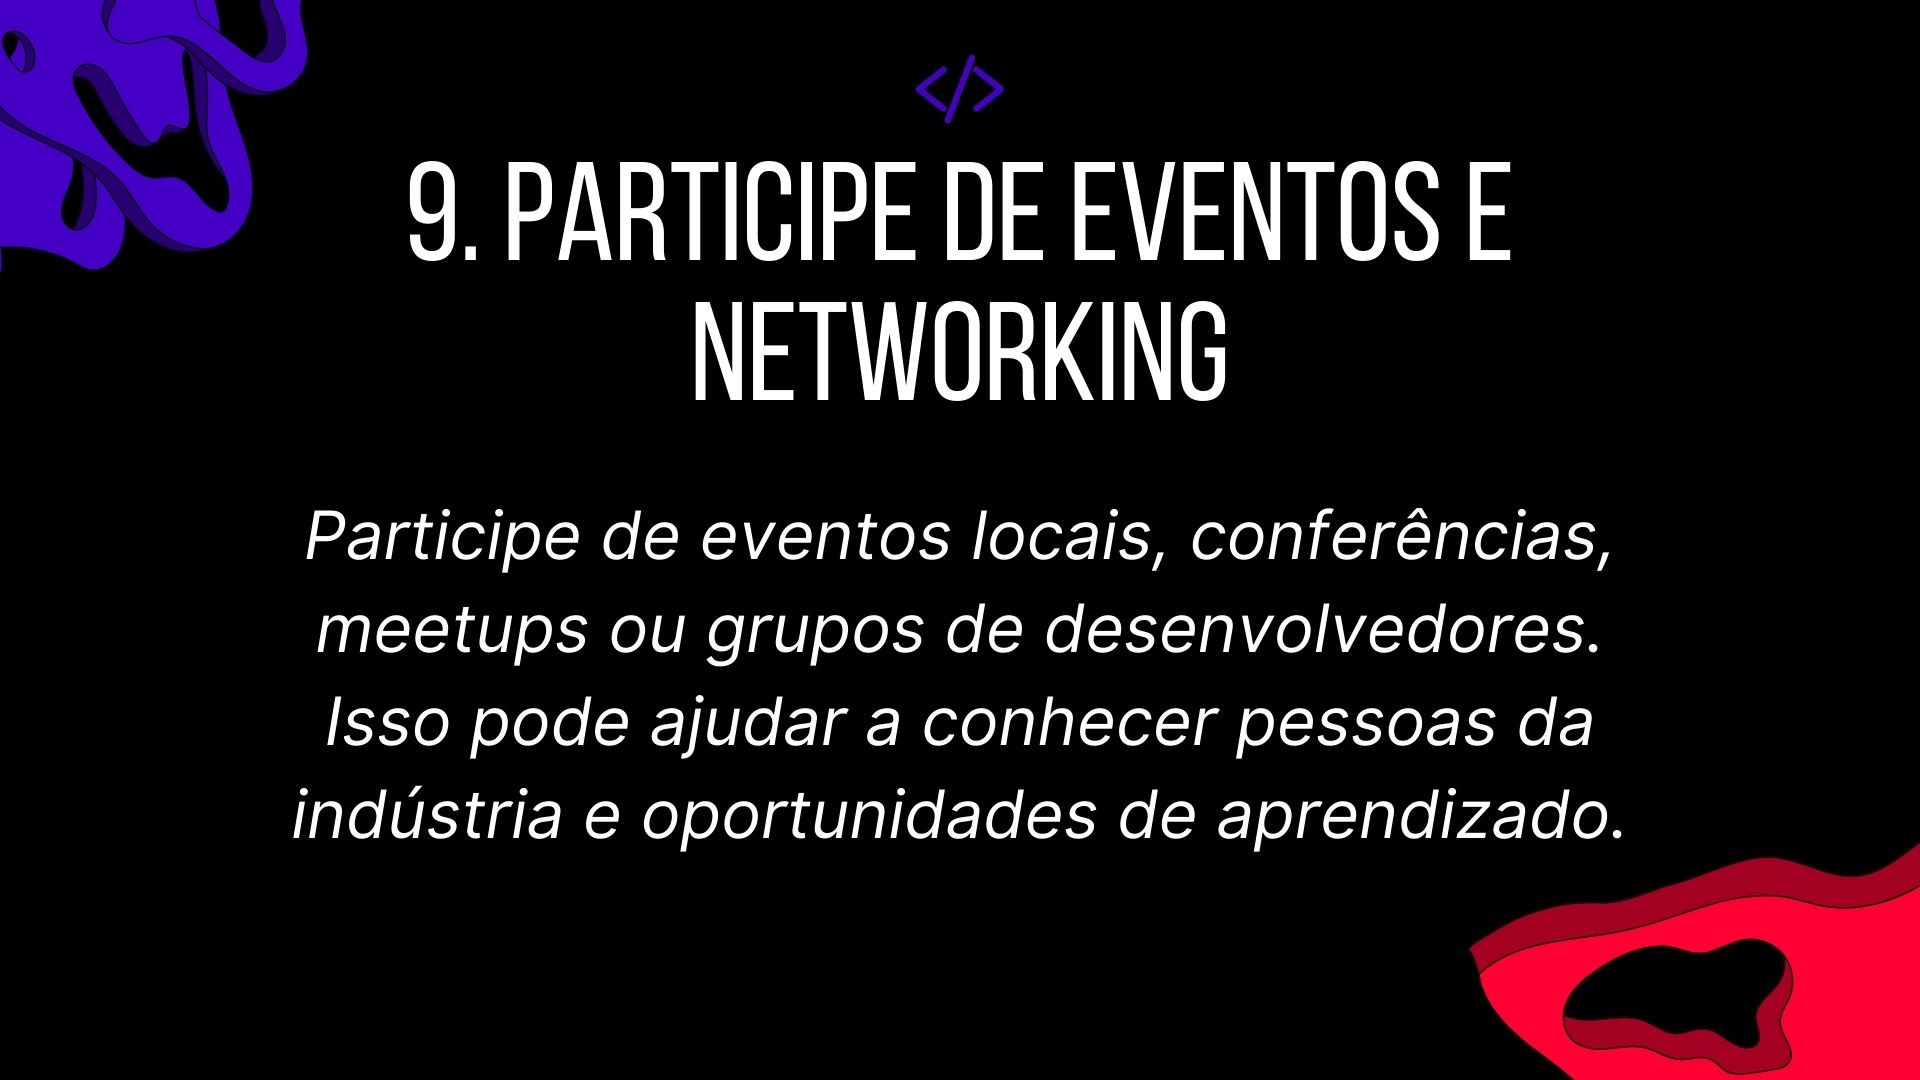 </>
9. PARTICIPE DE EVENTOS E
NETWORKING
Participe de eventos locais, conferências,
meetups ou grupos de desenvolvedores.
Isso pode ajudar a conhecer pessoas da
indústria e oportunidades de aprendizado.